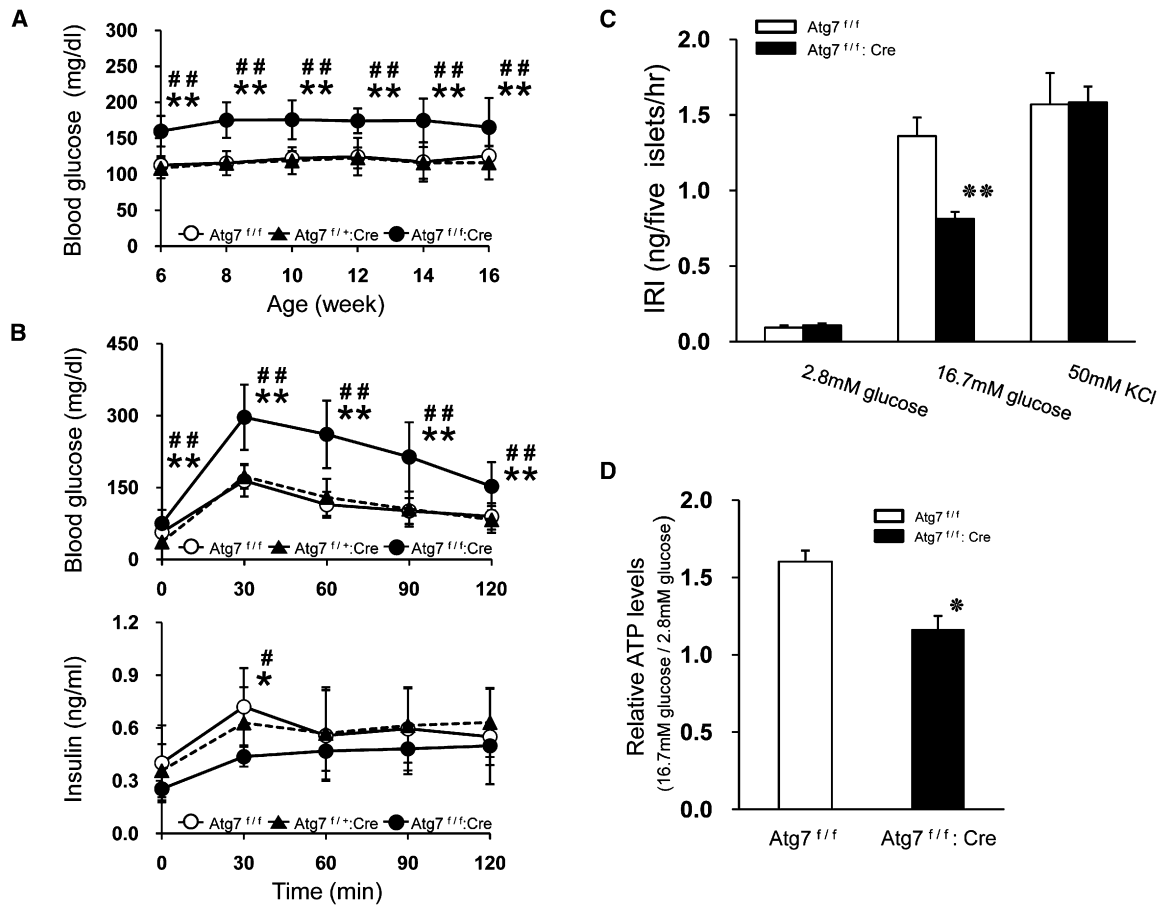 A
Blood glucose (mg/dl)
300
250
200
150
100
50
0
## ## ## ## ## ##
** ** ** ** ** **
Atg7 f/f Atg7 f/+:Cre Atg7 f/f:Cre
6 8 10 12 14 16
Age (week)
B
Blood glucose (mg/dl)
450
300
150
0
## ## ## ## ##
** ** ** ** **
Atg7 f/f Atg7 f/+:Cre Atg7 f/f:Cre
0 30 60 90 120
Insulin (ng/ml)
1.2
0.9
0.6
0.3
0.0
#
*
Atg7 f/f Atg7 f/+:Cre Atg7 f/f:Cre
0 30 60 90 120
Time (min)
C
Atg7 f/f
Atg7 f/f: Cre
IRI (ng/five islets/hr)
2.0
1.5
1.0
0.5
0.0
**
2.8mM glucose
16.7mM glucose
50mM KCl
D
Relative ATP levels
(16.7mM glucose / 2.8mM glucose)
2.0
1.5
1.0
0.5
0.0
Atg7 f/f
Atg7 f/f: Cre
*
Atg7 f/f Atg7 f/f: Cre